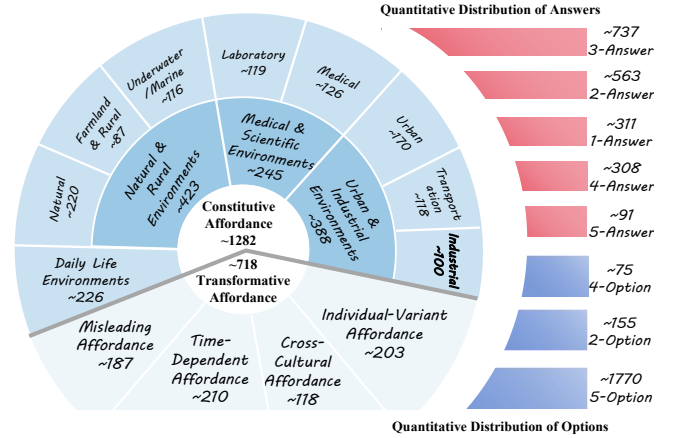 Quantitative Distribution of Answers
~737
3-Answer
~563
2-Answer
~311
1-Answer
~308
4-Answer
~91
5-Answer
~75
4-Option
~155
2-Option
~1770
5-Option
Quantitative Distribution of Options
Laboratory
~119
Medical
~126
Underwater
/Marine
~116
Urban
~170
Farmland
& Rural
~87
Transport
ation
~118
Natural
~220
Industrial
~100
Daily Life
Environments
~226
Natural &
Rural
Environments
~423
Medical &
Scientific
Environments
~245
Urban &
Industrial
Environments
~388
Constitutive
Affordance
~1282
~718
Transformative
Affordance
Misleading
Affordance
~187
Time-
Dependent
Affordance
~210
Cross-
Cultural
Affordance
~118
Individual-Variant
Affordance
~203